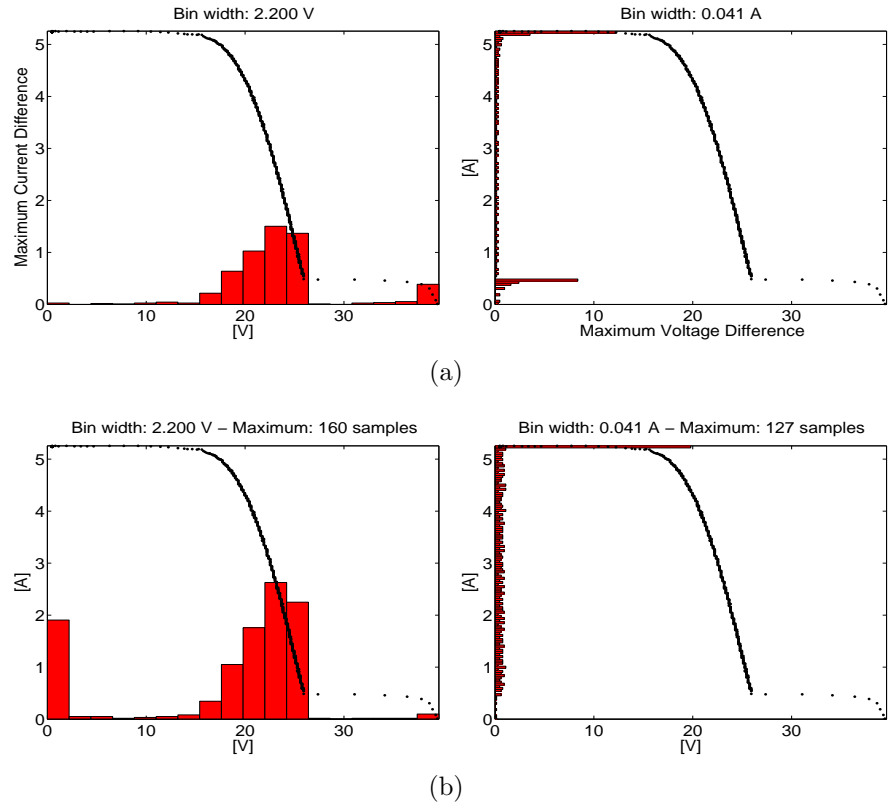 Bin width: 2.200 V
Bin width: 0.041 A
Maximum Current Difference
5
4
3
2
1
0
0
10
20
30
[V]
[A]
5
4
3
2
1
0
0
10
20
30
Maximum Voltage Difference
(a)
Bin width: 2.200 V – Maximum: 160 samples
Bin width: 0.041 A – Maximum: 127 samples
[A]
5
4
3
2
1
0
0
10
20
30
[V]
[A]
5
4
3
2
1
0
0
10
20
30
[V]
(b)